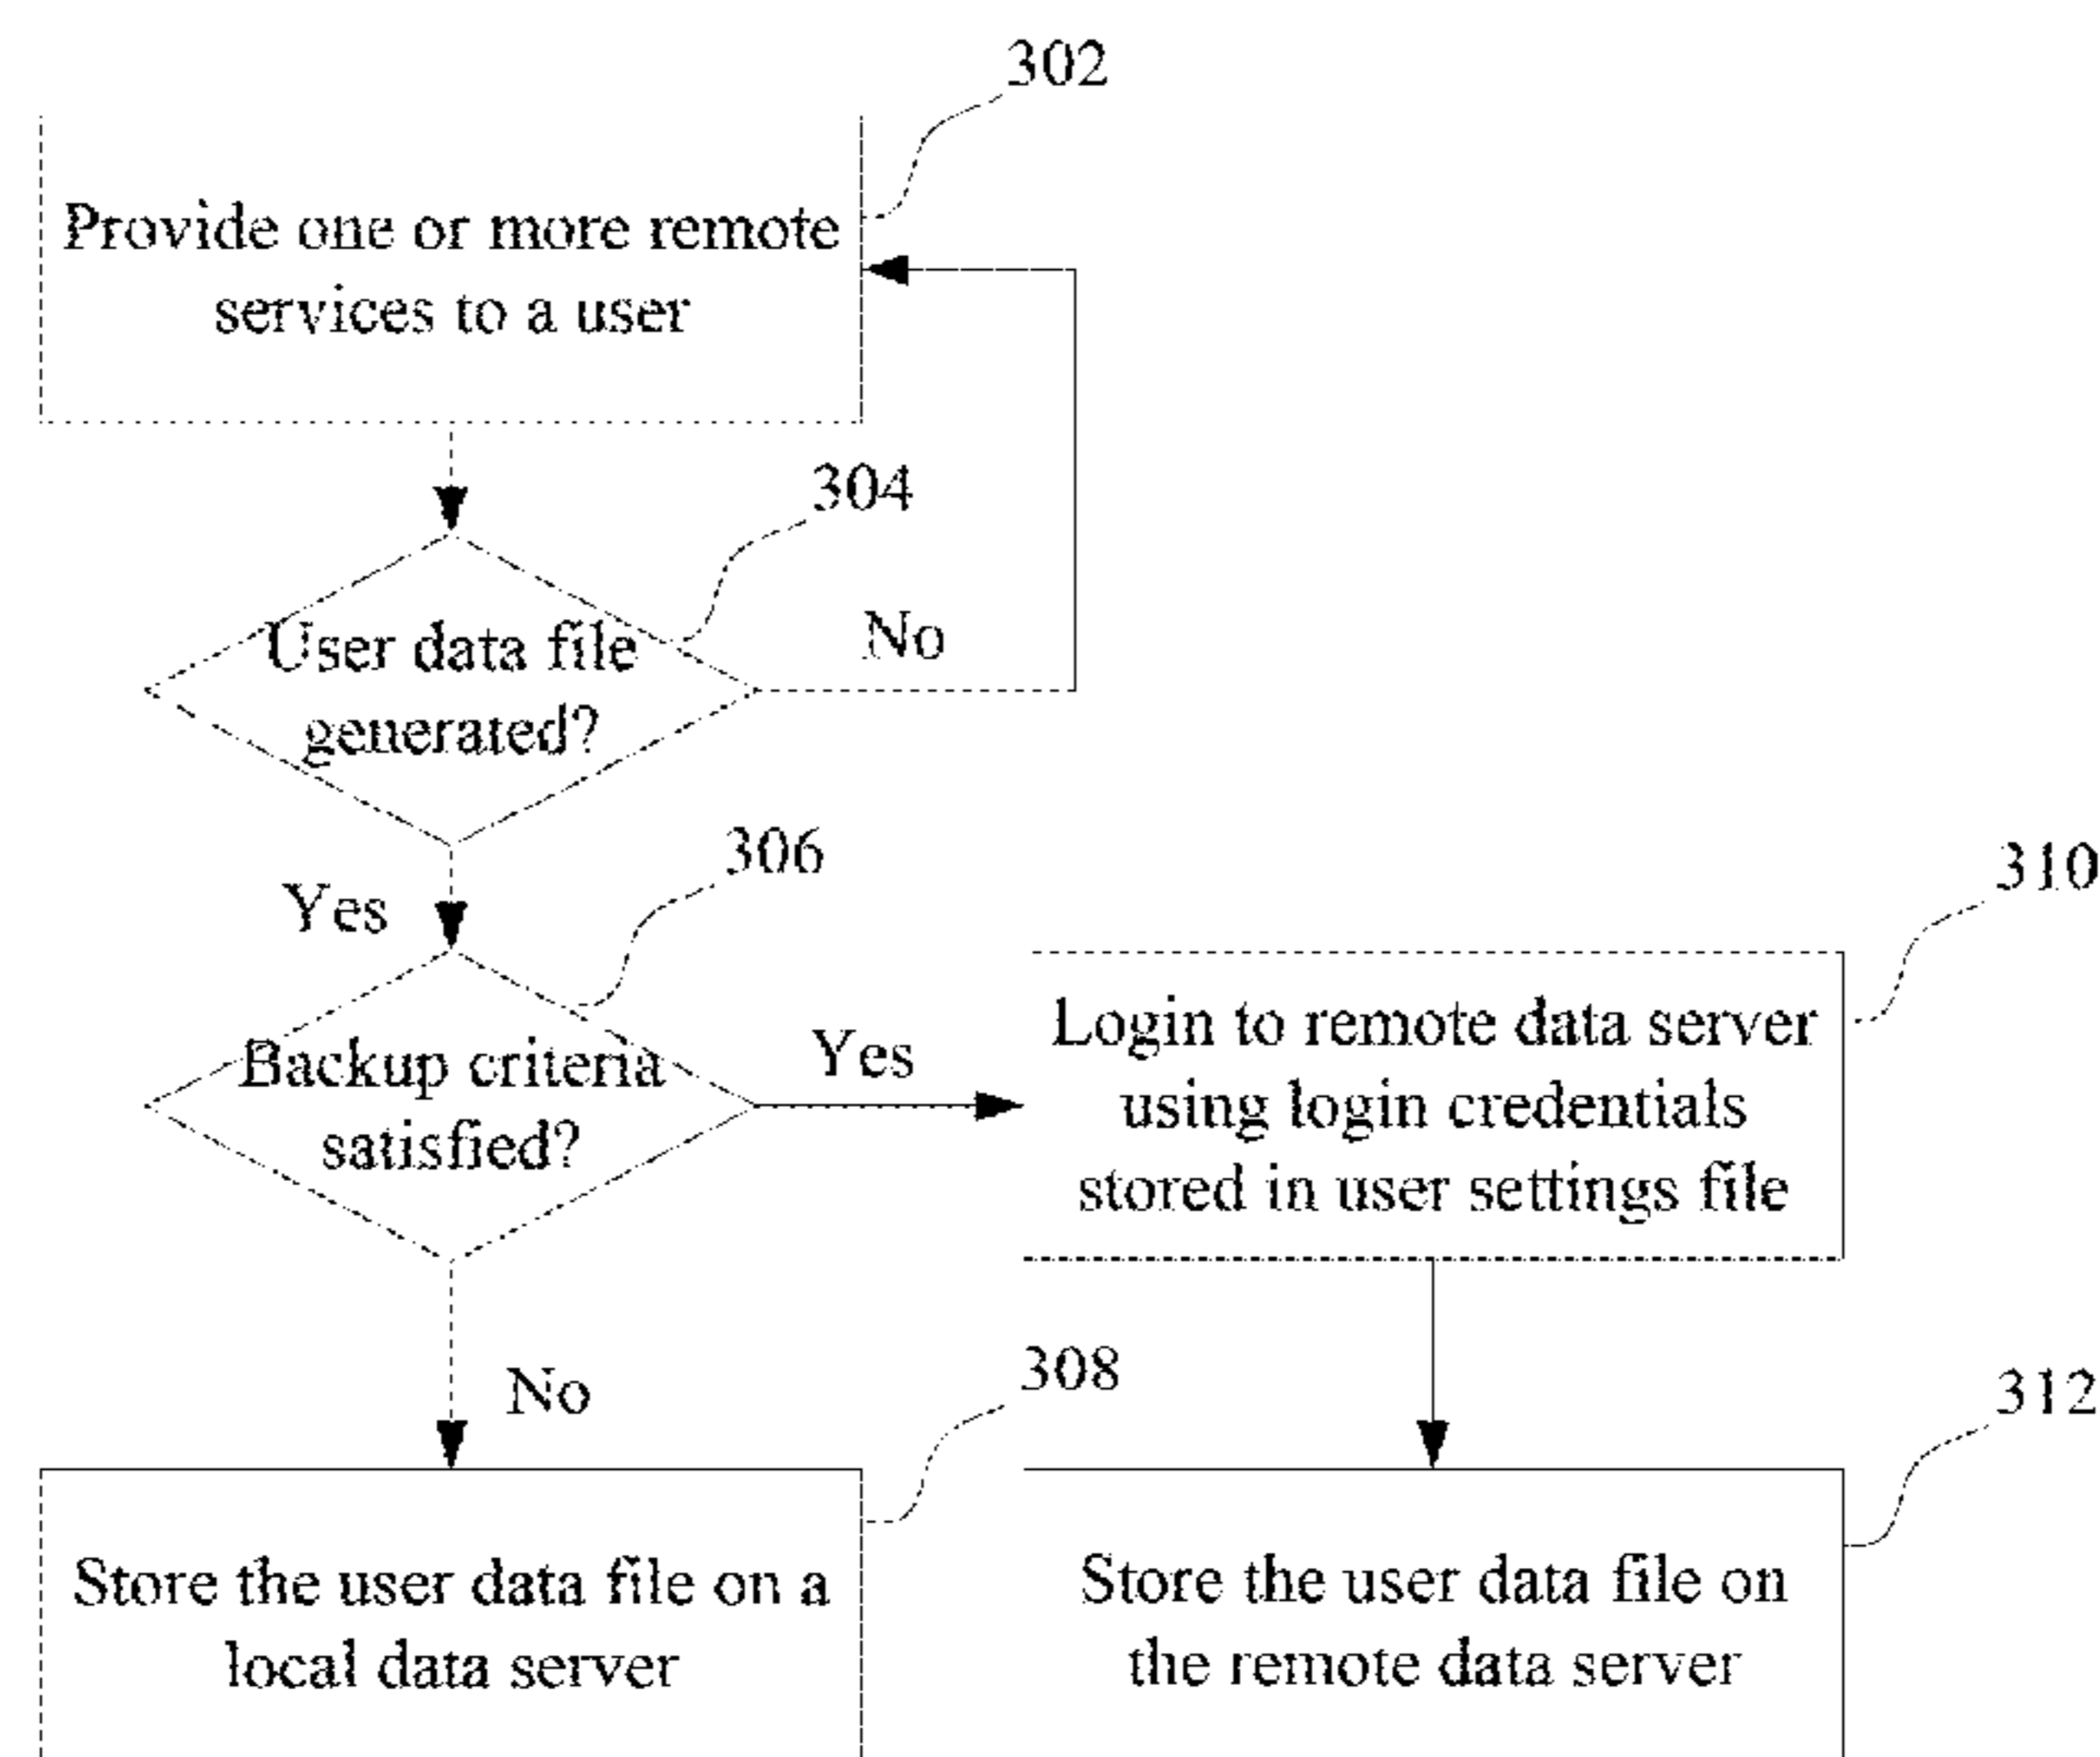 302
Provide one or more remote
services to a user
304
User data file
generated?
No
Yes
306
Backup criteria
satisfied?
Yes
310
Login to remote data server
using login credentials
stored in user settings file
No
308
Store the user data file on a
local data server
312
Store the user data file on
the remote data server